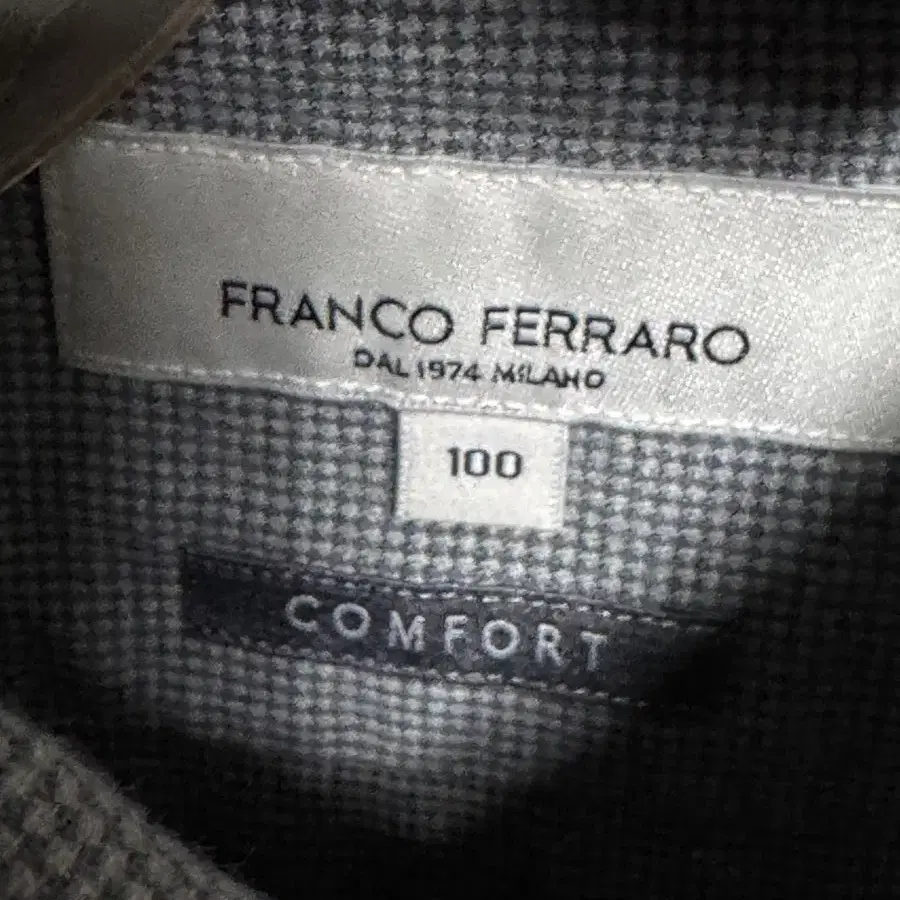 FRANCO FERRARO
DAL 1974 MILANO
100
COMFORT